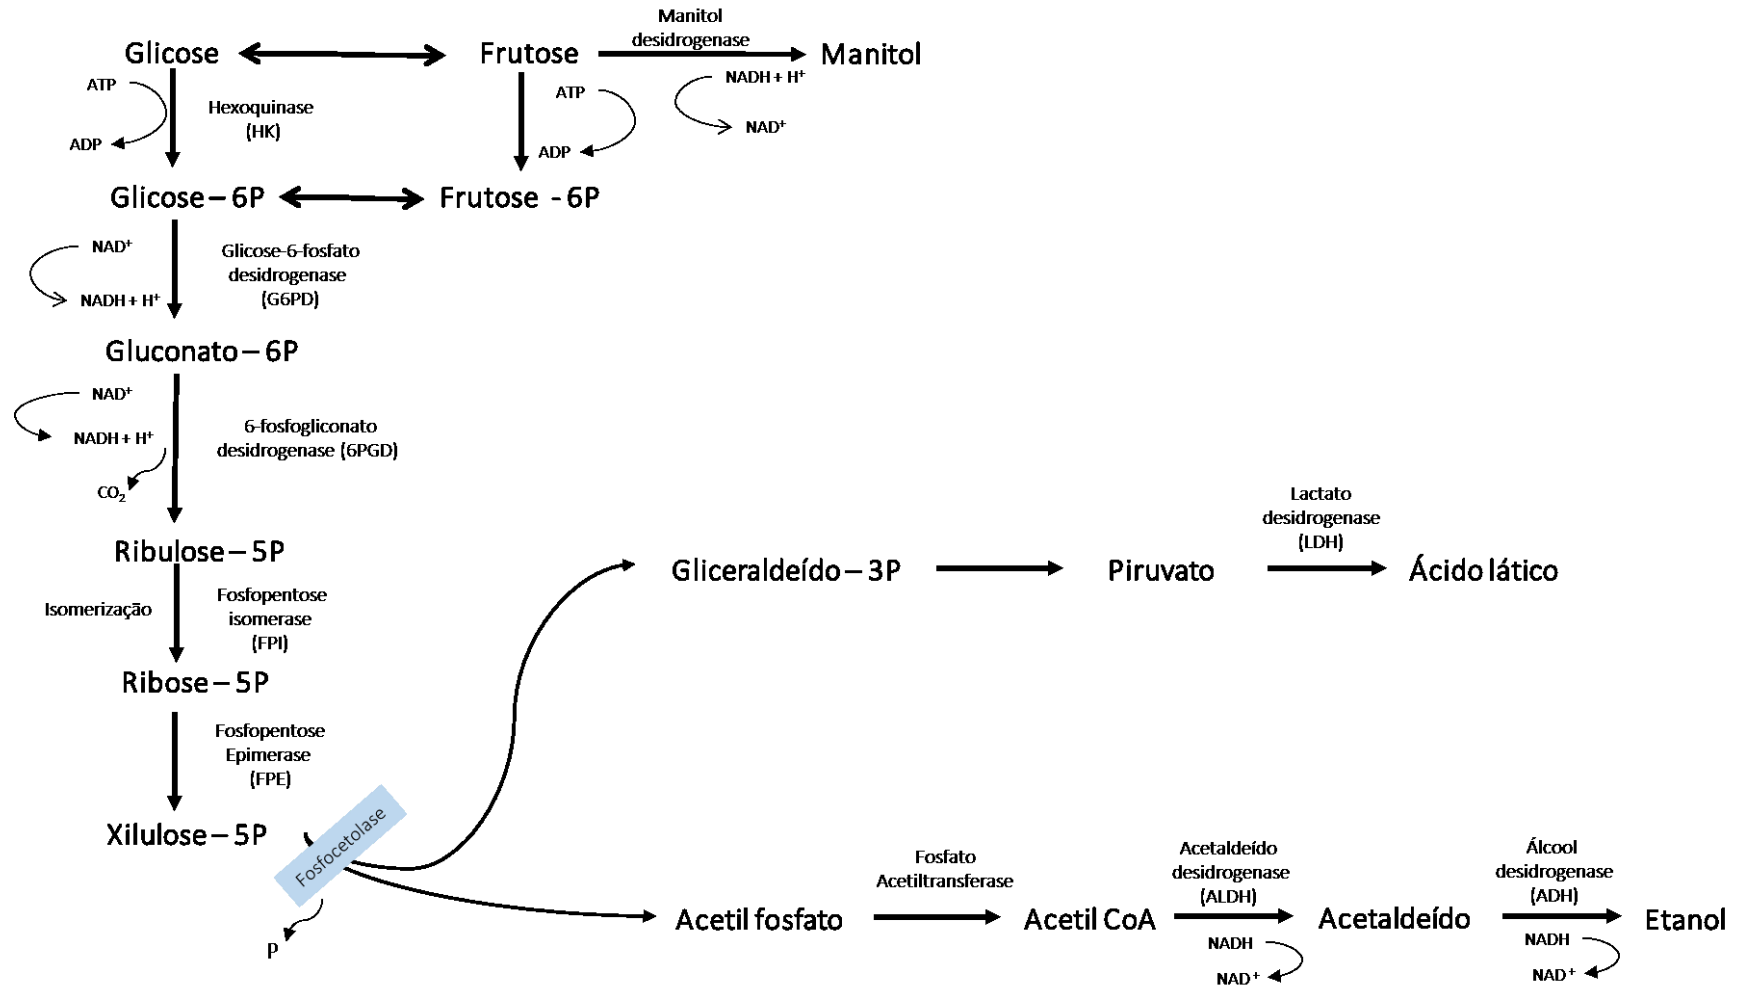 Glicose
Frutose
Manitol
desidrogenase
Manitol
ATP
ADP
Hexoquinase
(HK)
ATP
ADP
NADH + H⁺
NAD⁺
Glicose – 6P
Frutose - 6P
NAD⁺
NADH + H⁺
Glicose-6-fosfato
desidrogenase
(G6PD)
Gluconato – 6P
NAD⁺
NADH + H⁺
CO₂
6-fosfogliconato
desidrogenase (6PGD)
Ribulose – 5P
Isomerização
Fosfopentose
isomerase
(FPI)
Ribose – 5P
Fosfopentose
Epimerase
(FPE)
Xilulose – 5P
Fosfocetolase
P
Gliceraldeído – 3P
Piruvato
Lactato
desidrogenase
(LDH)
Ácido lático
Acetil fosfato
Fosfato
Acetiltransferase
Acetil CoA
Acetaldeído
desidrogenase
(ALDH)
NADH
NAD⁺
Acetaldeído
Álcool
desidrogenase
(ADH)
NADH
NAD⁺
Etanol